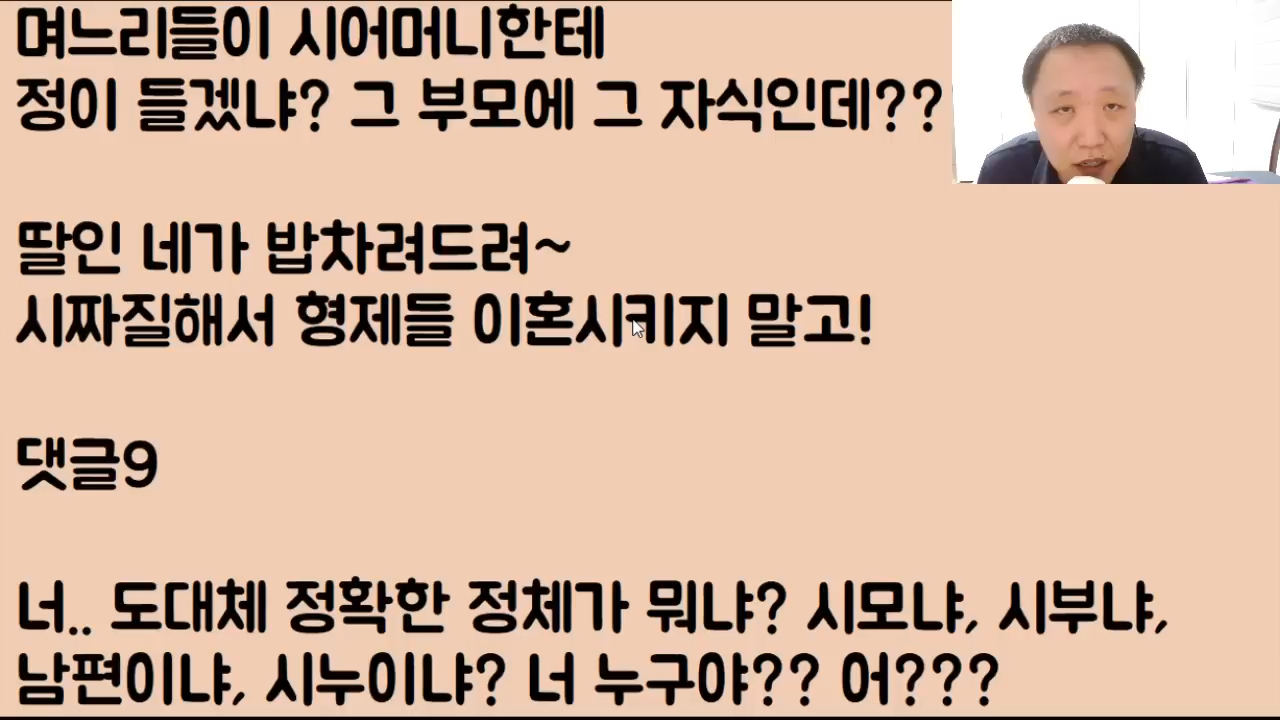 며느리들이 시어머니한테
정이 들겠냐? 그 부모에 그 자식인데??
딸인 네가 밥차려드려~
시짜질해서 형제들 이혼시키지 말고!
댓글9
너.. 도대체 정확한 정체가 뭐냐? 시모냐, 시부냐,
남편이냐, 시누이냐? 너 누구야?? 어???